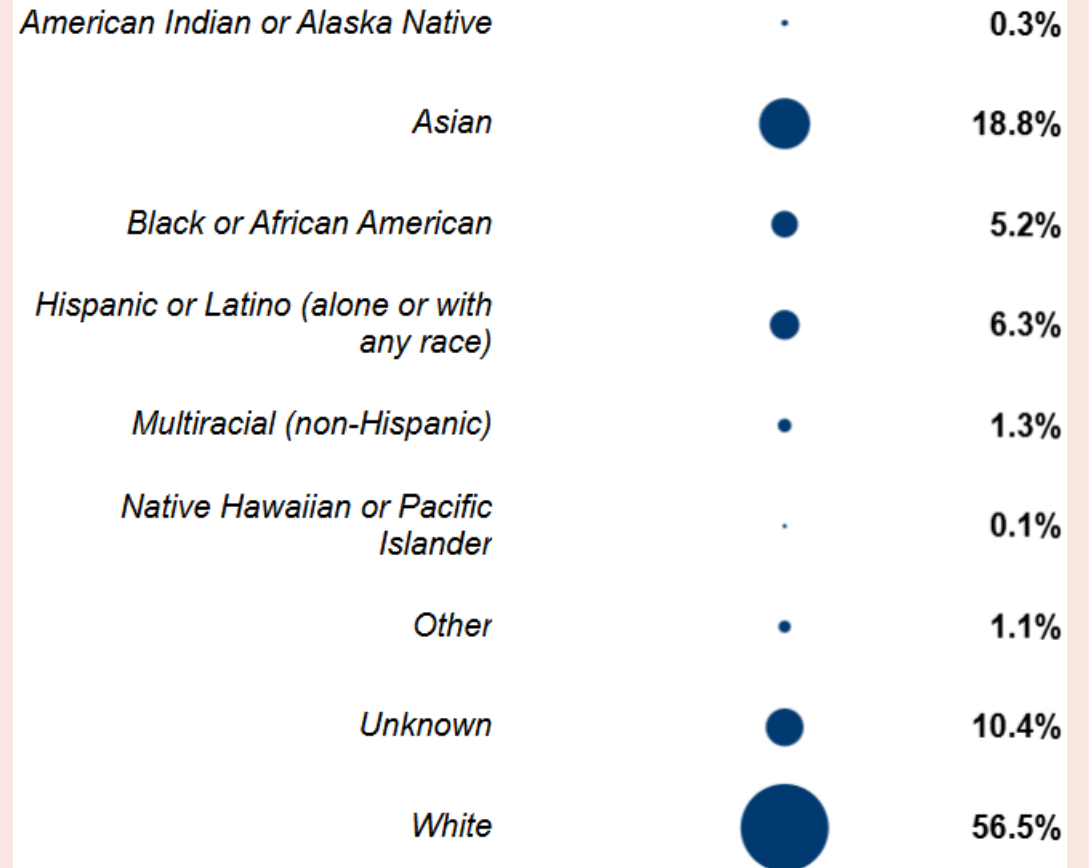 American Indian or Alaska Native 0.3%
Asian 18.8%
Black or African American 5.2%
Hispanic or Latino (alone or with
any race) 6.3%
Multiracial (non-Hispanic) 1.3%
Native Hawaiian or Pacific
Islander 0.1%
Other 1.1%
Unknown 10.4%
White 56.5%